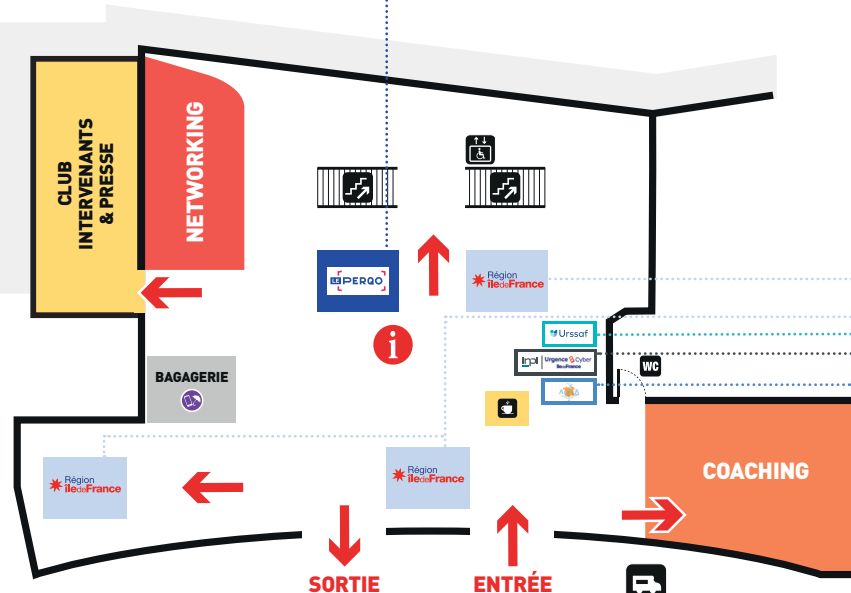 CLUB
INTERVENANTS
& PRESSE
NETWORKING
LE PERQO
Région
îledeFrance
i
Urssaf
inpi Urgence Cyber
îledeFrance
WC
BAGAGERIE
COACHING
Région
îledeFrance
Région
îledeFrance
SORTIE
ENTRÉE